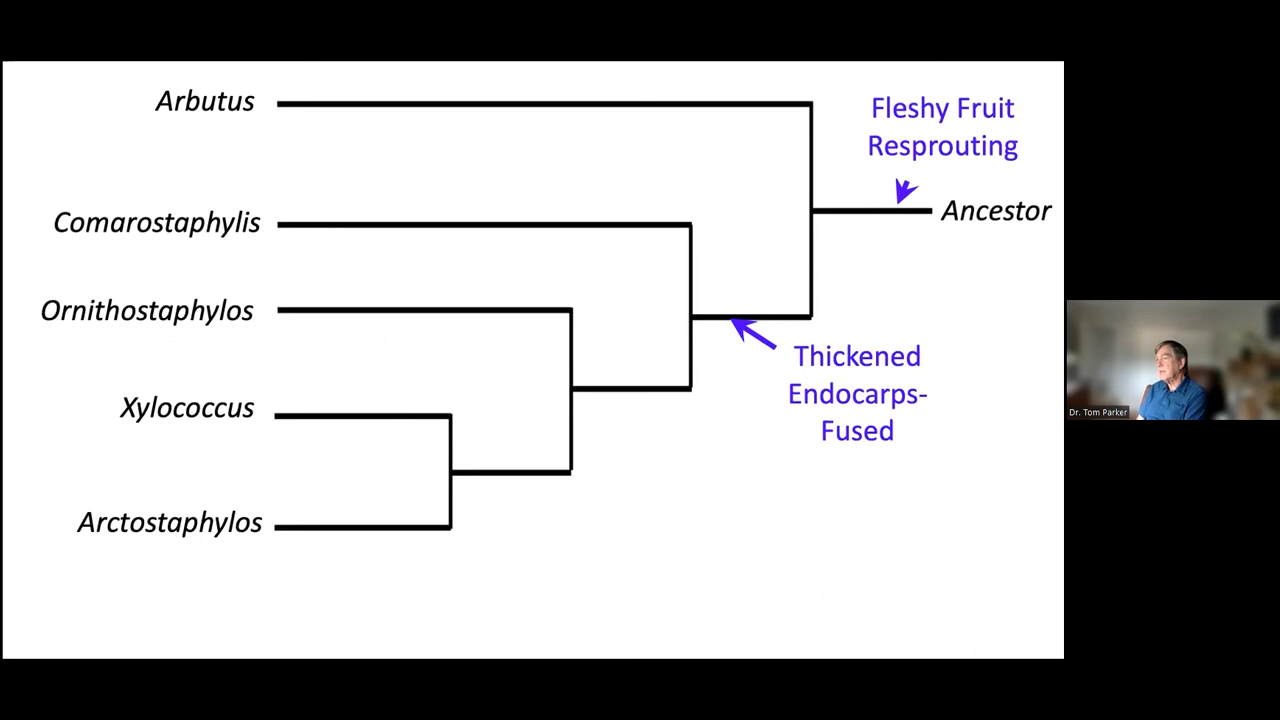 Arbutus
Fleshy Fruit
Resprouting
Ancestor
Comarostaphylis
Ornithostaphylos
Thickened
Endocarps-
Fused
Xylococcus
Arctostaphylos
Dr. Tom Parker